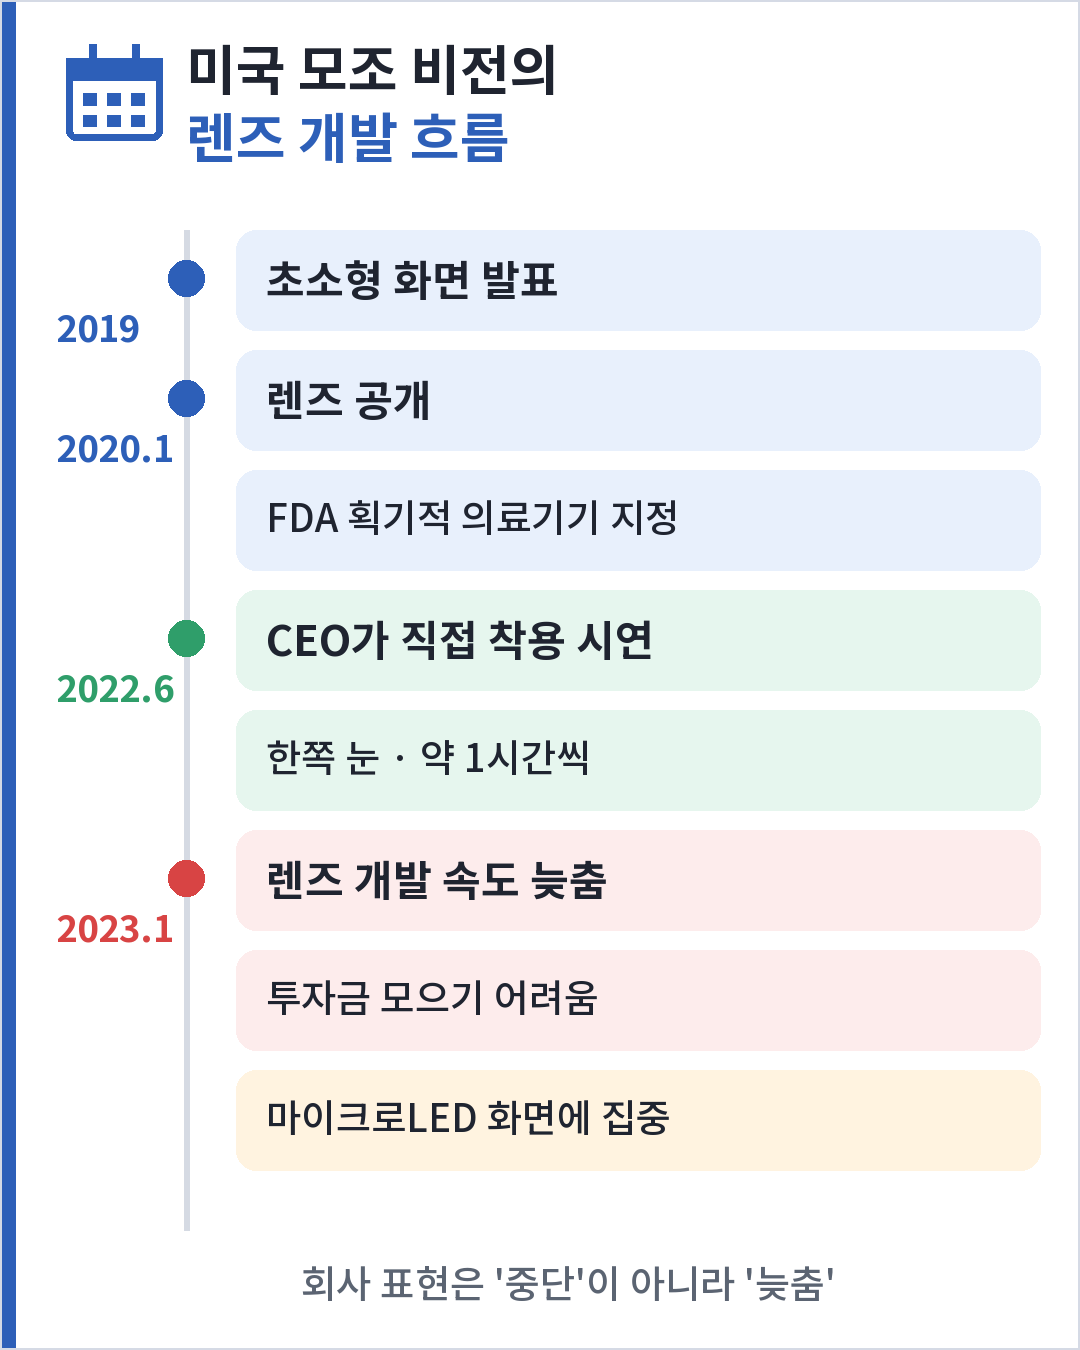 미국 모조 비전의
렌즈 개발 흐름
초소형 화면 발표
2019
렌즈 공개
2020.1
FDA 획기적 의료기기 지정
CEO가 직접 착용 시연
2022.6
한쪽 눈 · 약 1시간씩
렌즈 개발 속도 늦춤
2023.1
투자금 모으기 어려움
마이크로LED 화면에 집중
회사 표현은 '중단'이 아니라 '늦춤'